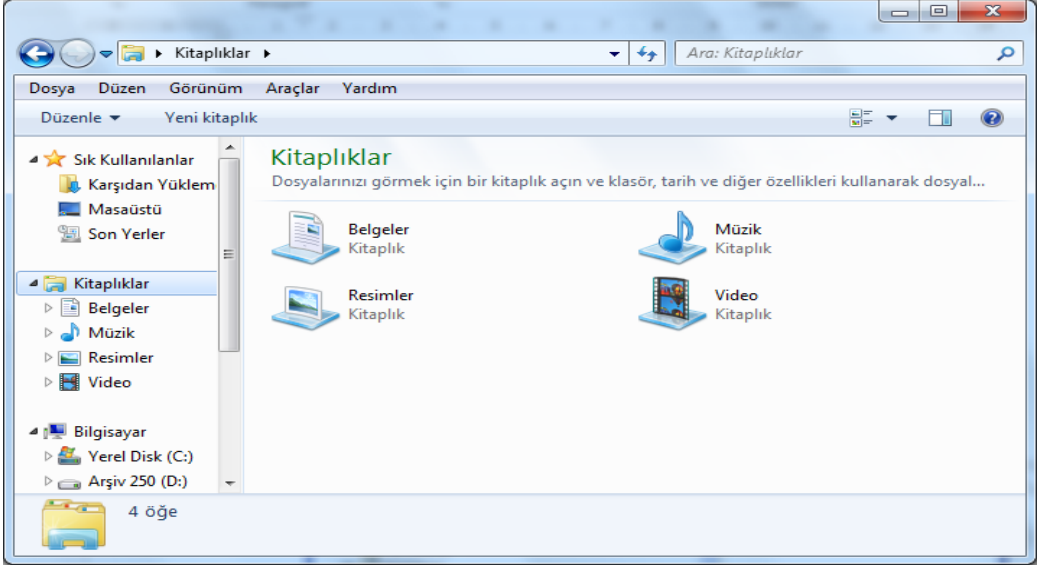 Kitaplıklar
Ara: Kitaplıklar
Dosya Düzen Görünüm Araçlar Yardım
Düzenle Yeni kitaplık
Sık Kullanılanlar
Karşıdan Yüklem
Masaüstü
Son Yerler
Kitaplıklar
Belgeler
Müzik
Resimler
Video
Bilgisayar
Yerel Disk (C:)
Arşiv 250 (D:)
Kitaplıklar
Dosyalarınızı görmek için bir kitaplık açın ve klasör, tarih ve diğer özellikleri kullanarak dosyal...
Belgeler
Kitaplık
Müzik
Kitaplık
Resimler
Kitaplık
Video
Kitaplık
4 öğe